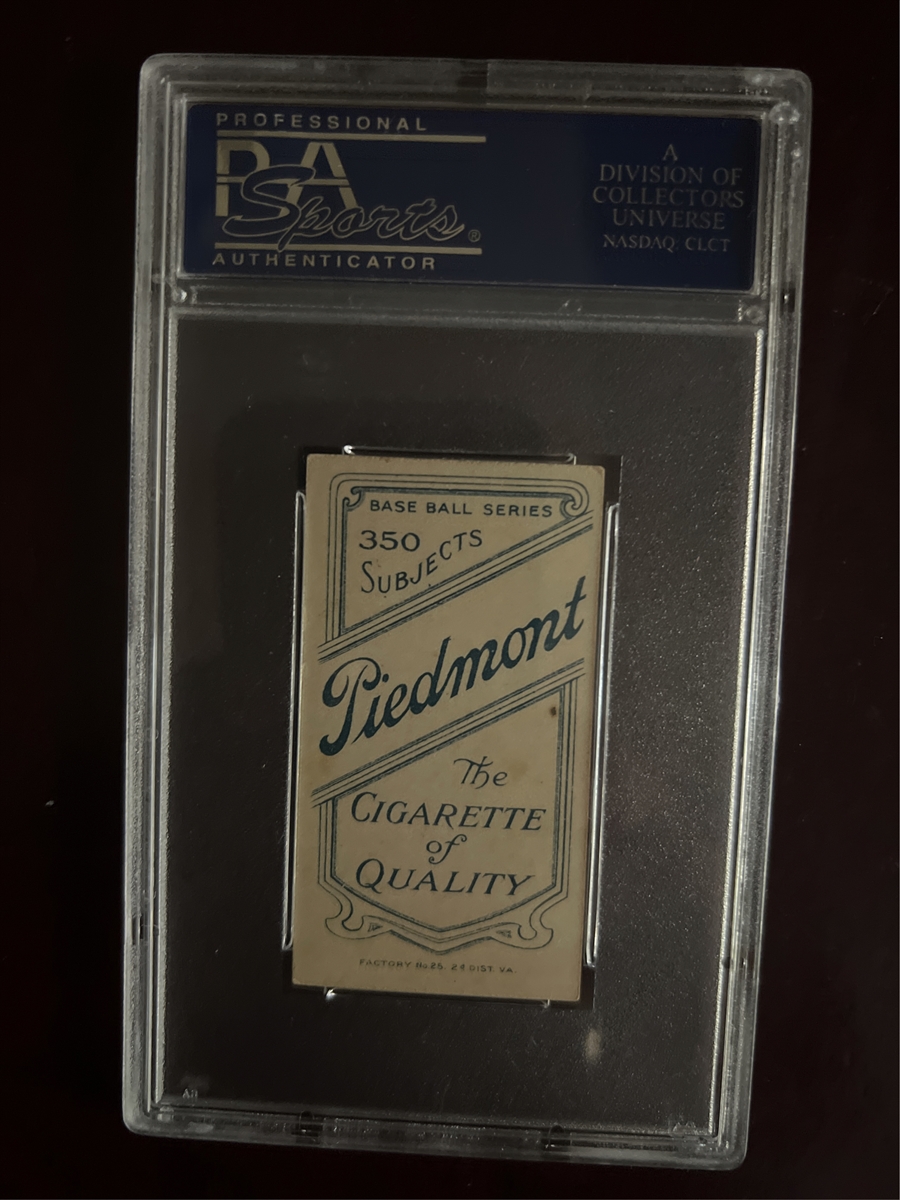 PROFESSIONAL
PSA
Sports®
AUTHENTICATOR
A
DIVISION OF
COLLECTORS
UNIVERSE
NASDAQ: CLCT
BASE BALL SERIES
350
SUBJECTS
Piedmont
The
CIGARETTE
of
QUALITY
FACTORY No 25. 2d DIST. VA.